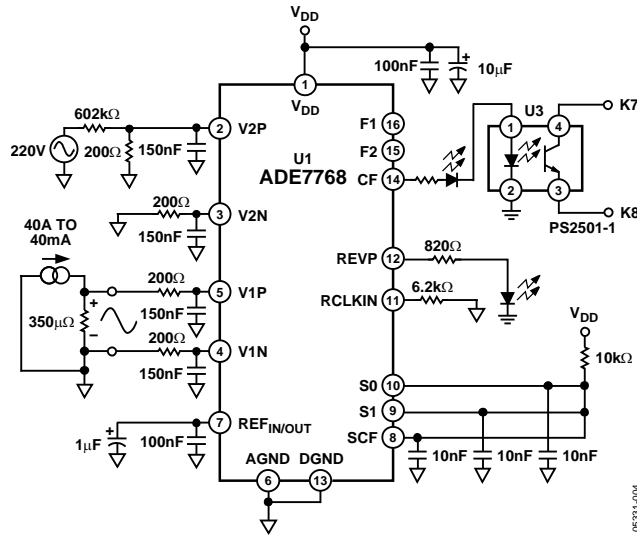 VDD
100nF
10μF
1
VDD
602kΩ
2
V2P
220V
200Ω
150nF
U1
ADE7768
F1
16
F2
15
CF
14
U3
1
4
2
3
K7
K8
PS2501-1
200Ω
3
V2N
150nF
40A TO
40mA
200Ω
5
V1P
350μΩ
+
−
150nF
200Ω
4
V1N
150nF
REVP
12
820Ω
RCLKIN
11
6.2kΩ
VDD
10kΩ
S0
10
S1
9
SCF
8
10nF
10nF
10nF
7
REFIN/OUT
+
1μF
100nF
AGND
DGND
6
13
05331-004